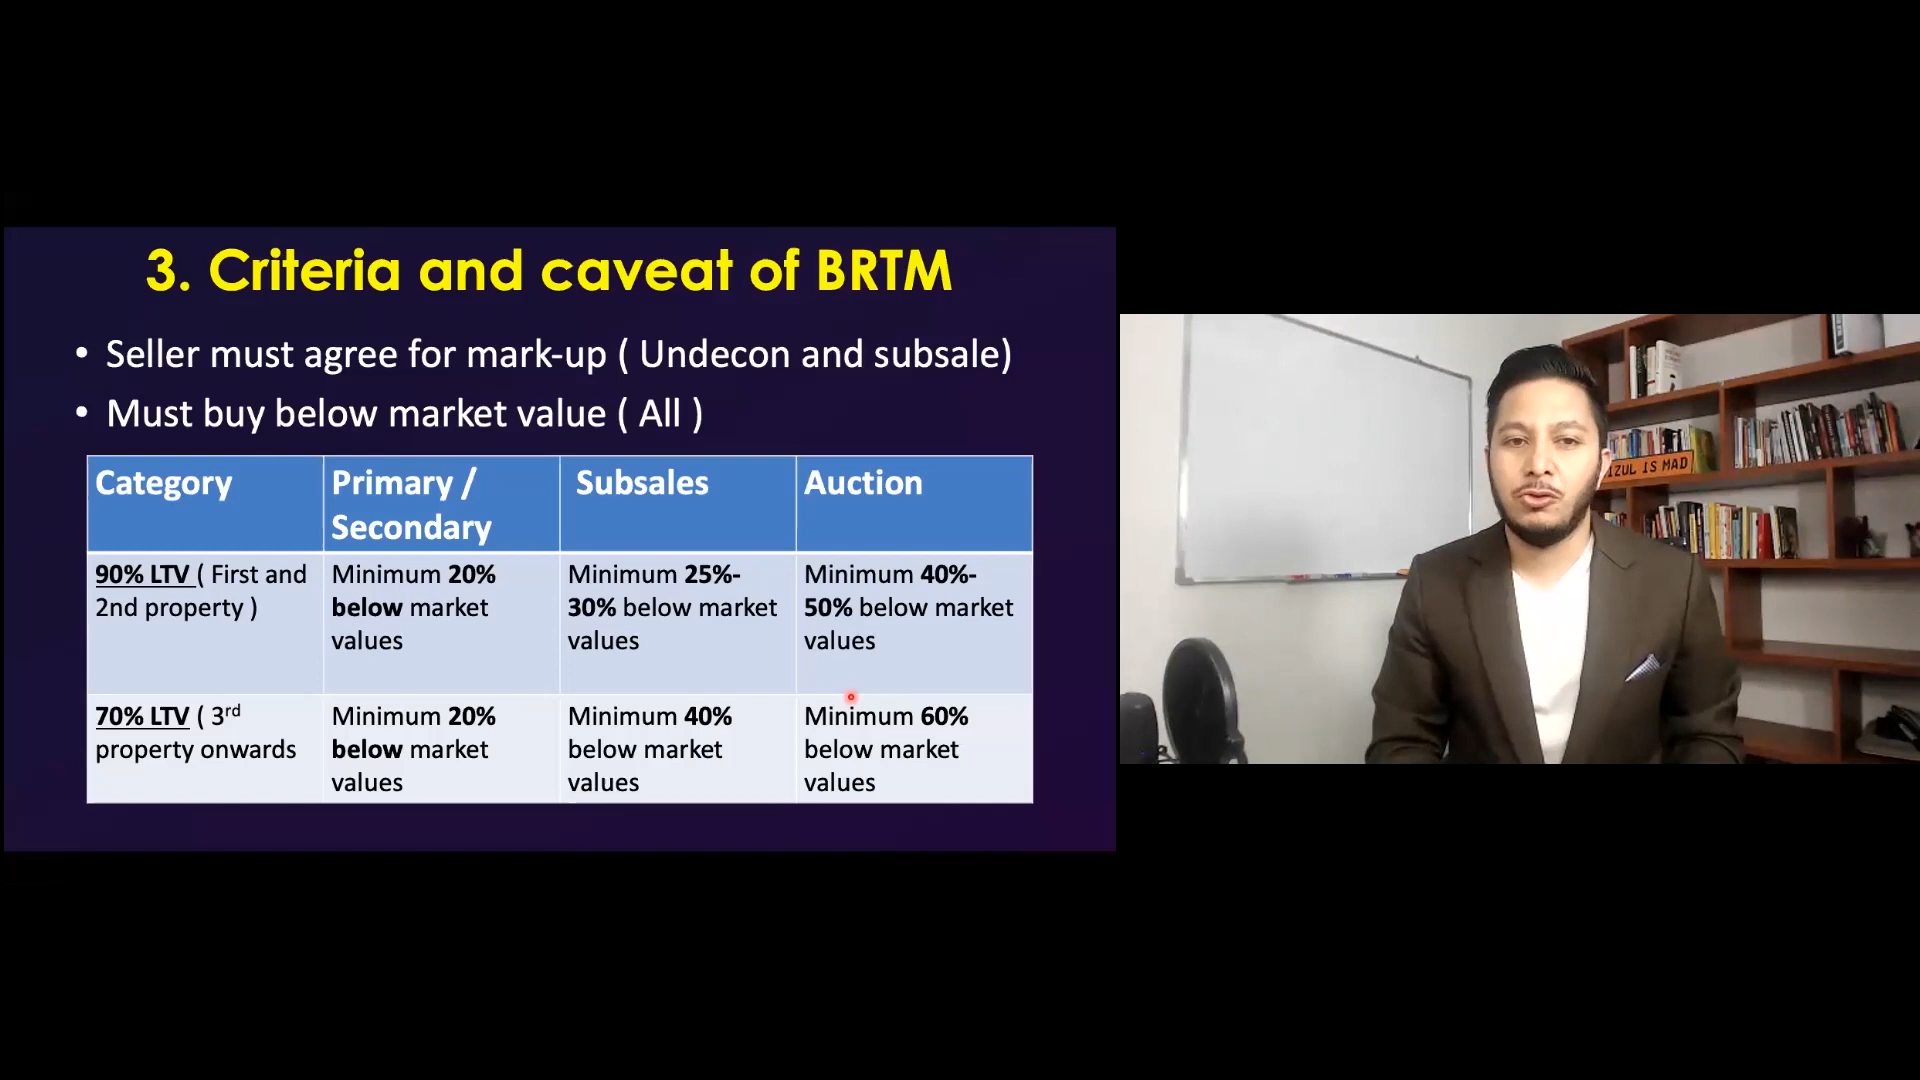 3. Criteria and caveat of BRTM
• Seller must agree for mark-up ( Undecon and subsale)
• Must buy below market value ( All )
Category
Primary /
Secondary
Subsales
Auction
90% LTV ( First and
2nd property )
Minimum 20%
below market
values
Minimum 25%-
30% below market
values
Minimum 40%-
50% below market
values
70% LTV ( 3rd
property onwards
Minimum 20%
below market
values
Minimum 40%
below market
values
Minimum 60%
below market
values
IZUL IS MAD